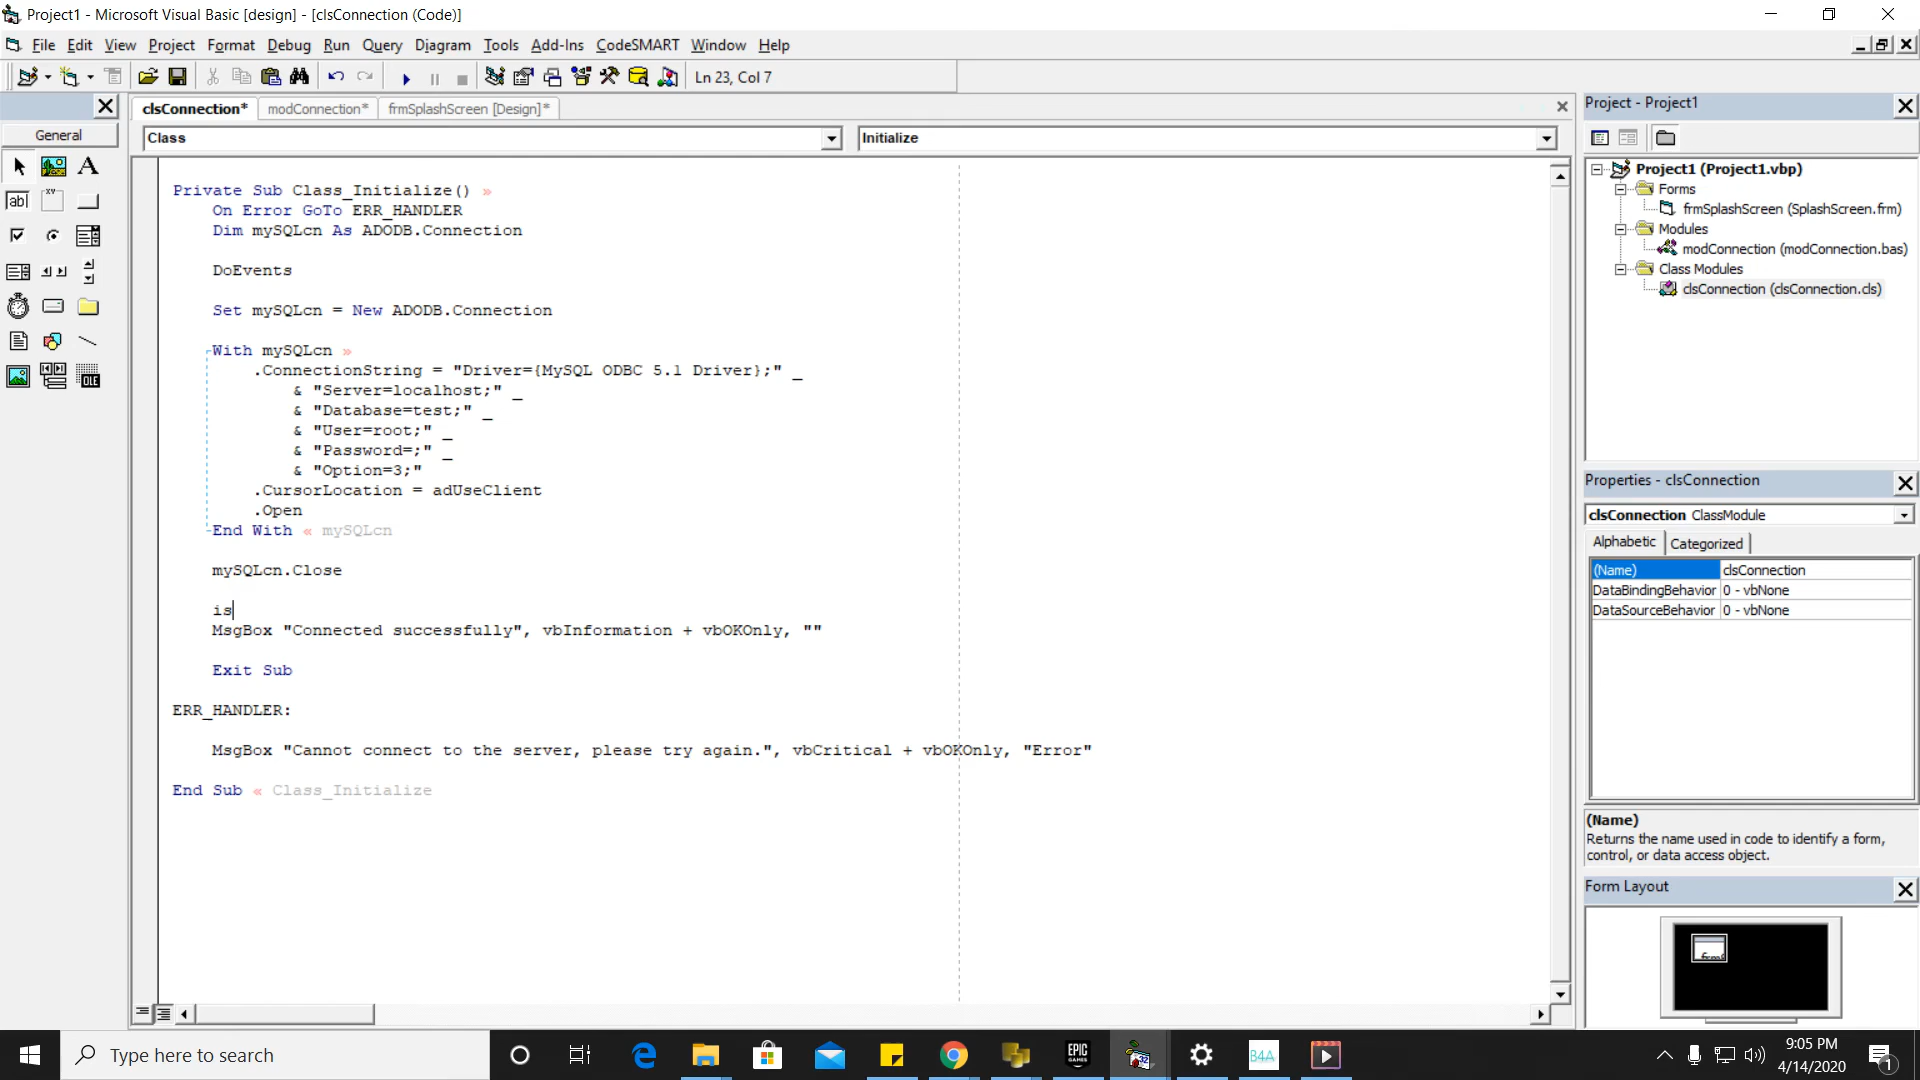 Project1 - Microsoft Visual Basic [design] - [clsConnection (Code)]
File Edit View Project Format Debug Run Query Diagram Tools Add-Ins CodeSMART Window Help
Ln 23, Col 7
clsConnection* modConnection* frmSplashScreen [Design]*
General
Class Initialize
Private Sub Class_Initialize() »
On Error GoTo ERR_HANDLER
Dim mySQLcn As ADODB.Connection
DoEvents
Set mySQLcn = New ADODB.Connection
With mySQLcn »
.ConnectionString = "Driver={MySQL ODBC 5.1 Driver};" _
& "Server=localhost;" _
& "Database=test;" _
& "User=root;" _
& "Password=;" _
& "Option=3;"
.CursorLocation = adUseClient
.Open
End With « mySQLcn
mySQLcn.Close
is
MsgBox "Connected successfully", vbInformation + vbOKOnly, ""
Exit Sub
ERR_HANDLER:
MsgBox "Cannot connect to the server, please try again.", vbCritical + vbOKOnly, "Error"
End Sub « Class_Initialize
Project - Project1
Project1 (Project1.vbp)
Forms
frmSplashScreen (SplashScreen.frm)
Modules
modConnection (modConnection.bas)
Class Modules
clsConnection (clsConnection.cls)
Properties - clsConnection
clsConnection ClassModule
Alphabetic Categorized
(Name) clsConnection
DataBindingBehavior 0 - vbNone
DataSourceBehavior 0 - vbNone
(Name)
Returns the name used in code to identify a form,
control, or data access object.
Form Layout
Type here to search
EPIC
GAMES
32
B4A
9:05 PM
4/14/2020
1